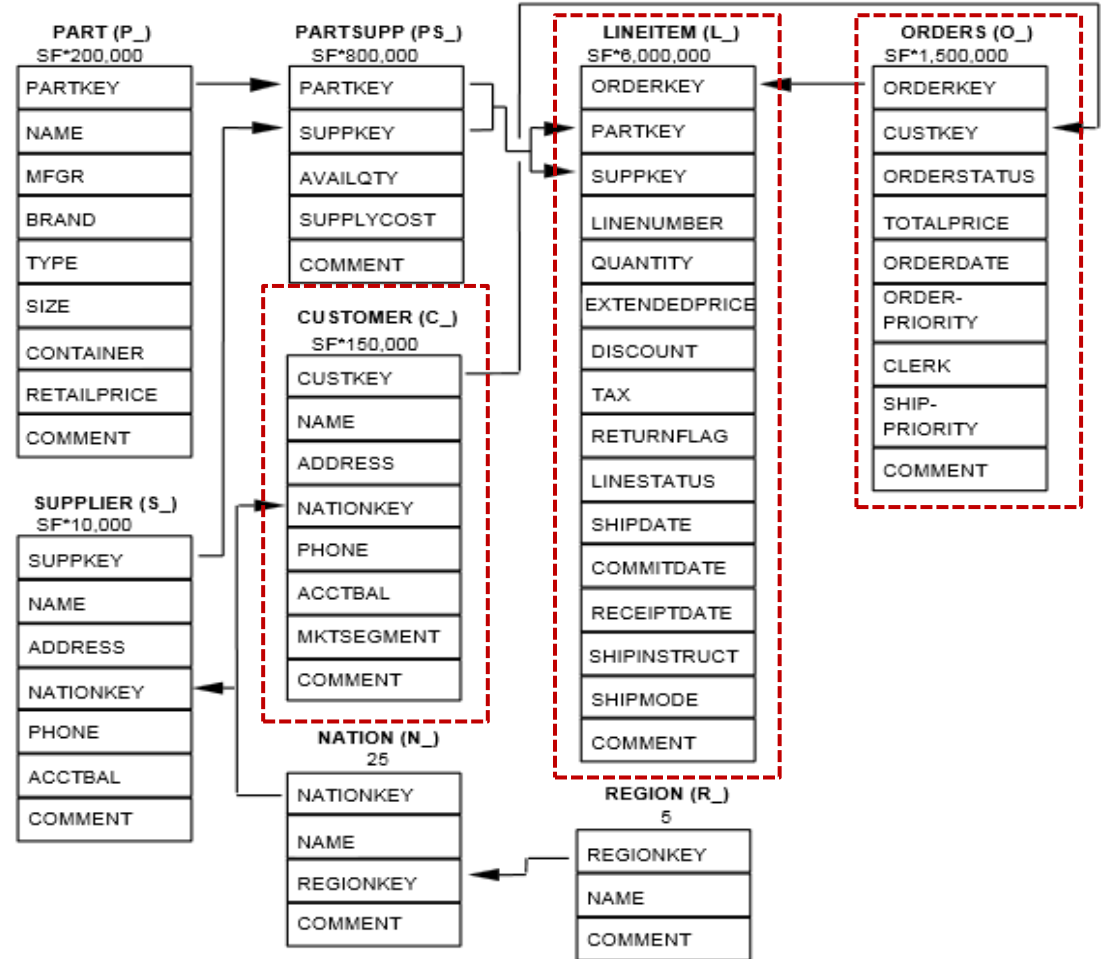 PART (P_)
SF*200,000
PARTKEY
NAME
MFGR
BRAND
TYPE
SIZE
CONTAINER
RETAILPRICE
COMMENT
SUPPLIER (S_)
SF*10,000
SUPPKEY
NAME
ADDRESS
NATIONKEY
PHONE
ACCTBAL
COMMENT
PARTSUPP (PS_)
SF*800,000
PARTKEY
SUPPKEY
AVAILQTY
SUPPLYCOST
COMMENT
CUSTOMER (C_)
SF*150,000
CUSTKEY
NAME
ADDRESS
NATIONKEY
PHONE
ACCTBAL
MKTSEGMENT
COMMENT
NATION (N_)
25
NATIONKEY
NAME
REGIONKEY
COMMENT
LINEITEM (L_)
SF*6,000,000
ORDERKEY
PARTKEY
SUPPKEY
LINENUMBER
QUANTITY
EXTENDEDPRICE
DISCOUNT
TAX
RETURNFLAG
LINESTATUS
SHIPDATE
COMMITDATE
RECEIPTDATE
SHIPINSTRUCT
SHIPMODE
COMMENT
REGION (R_)
5
REGIONKEY
NAME
COMMENT
ORDERS (O_)
SF*1,500,000
ORDERKEY
CUSTKEY
ORDERSTATUS
TOTALPRICE
ORDERDATE
ORDER-
PRIORITY
CLERK
SHIP-
PRIORITY
COMMENT